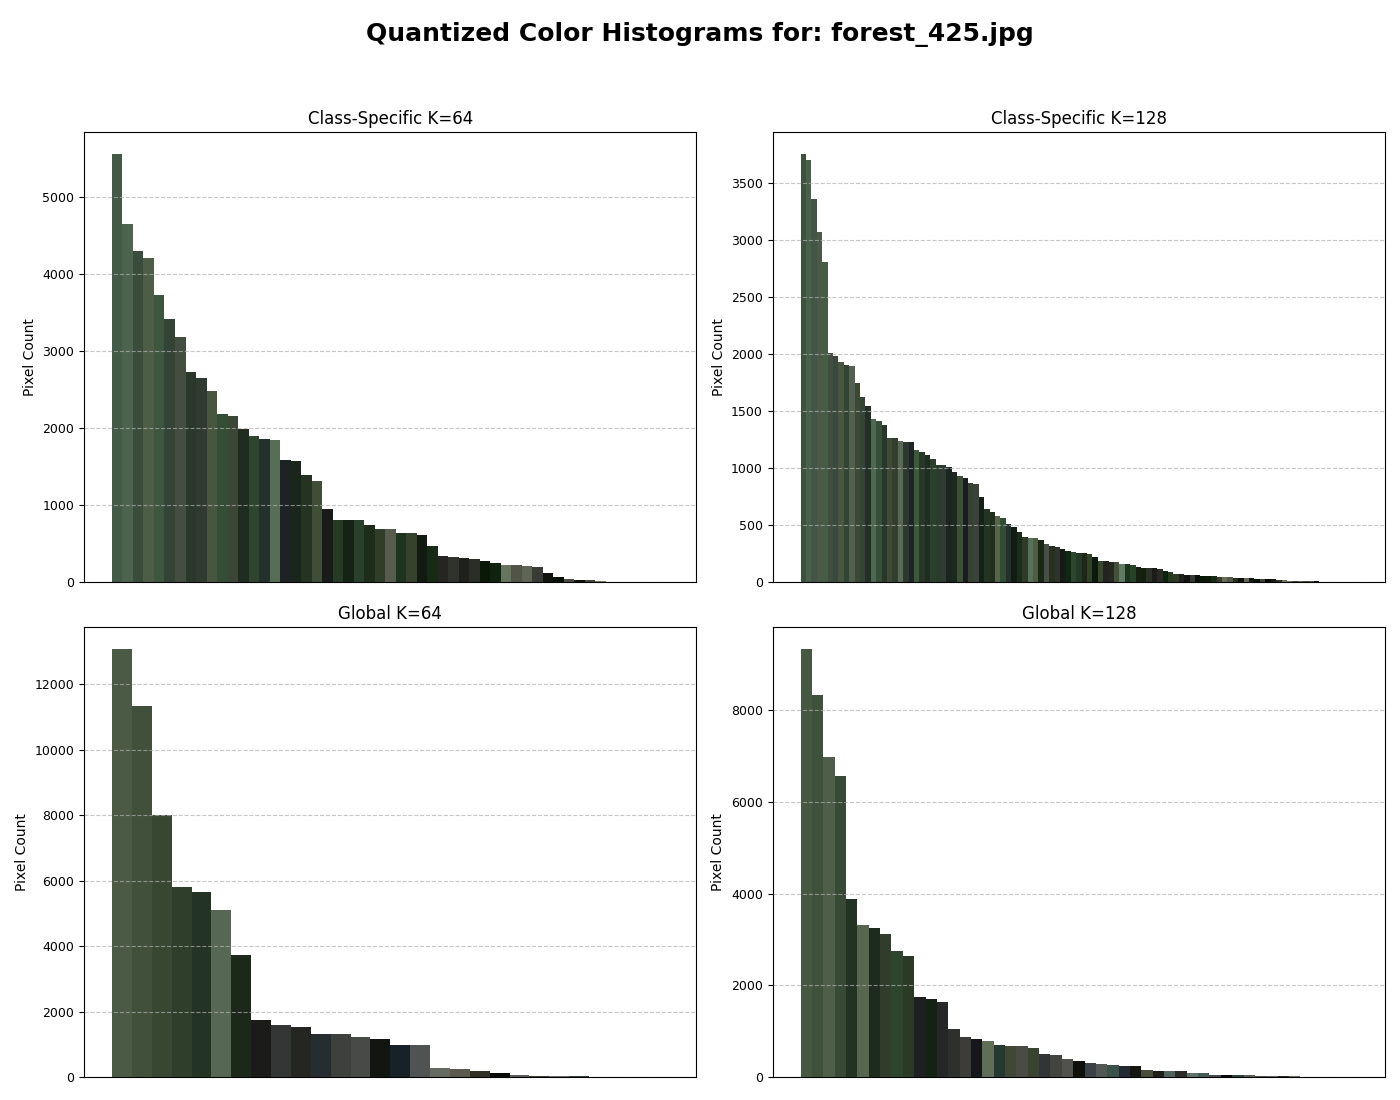 Quantized Color Histograms for: forest_425.jpg
Class-Specific K=64
Pixel Count
5000
4000
3000
2000
1000
0
Class-Specific K=128
Pixel Count
3500
3000
2500
2000
1500
1000
500
0
Global K=64
Pixel Count
12000
10000
8000
6000
4000
2000
0
Global K=128
Pixel Count
8000
6000
4000
2000
0